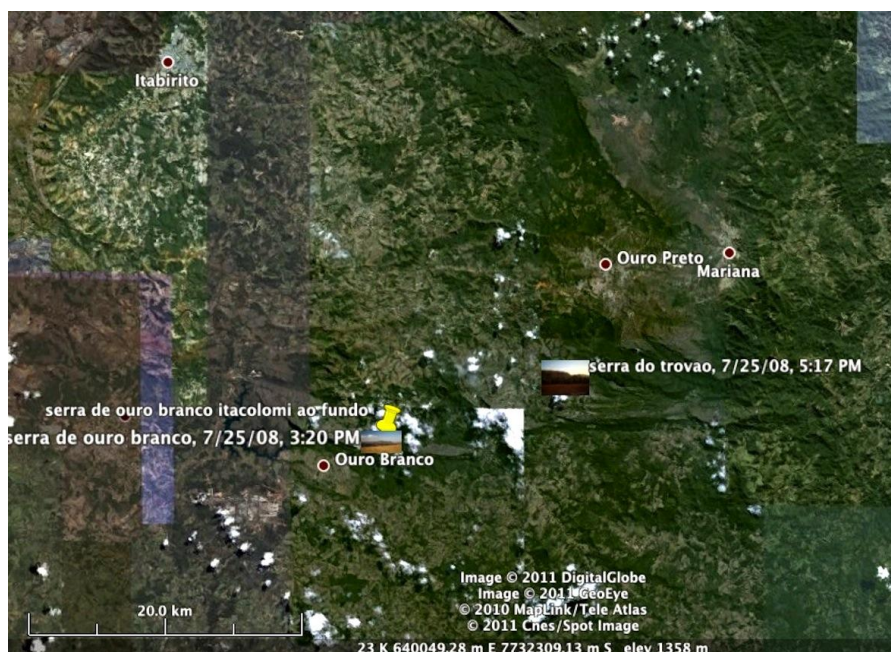 Itabirito
Ouro Preto
Mariana
serra do trovao, 7/25/08, 5:17 PM
serra de ouro branco itacolomi ao fundo
serra de ouro branco, 7/25/08, 3:20 PM
Ouro Branco
Image © 2011 DigitalGlobe
Image © 2011 GeoEye
© 2010 MapLink/Tele Atlas
© 2011 Cnes/Spot Image
20.0 km
23 K 640049.28 m E 7732309.13 m S elev 1358 m